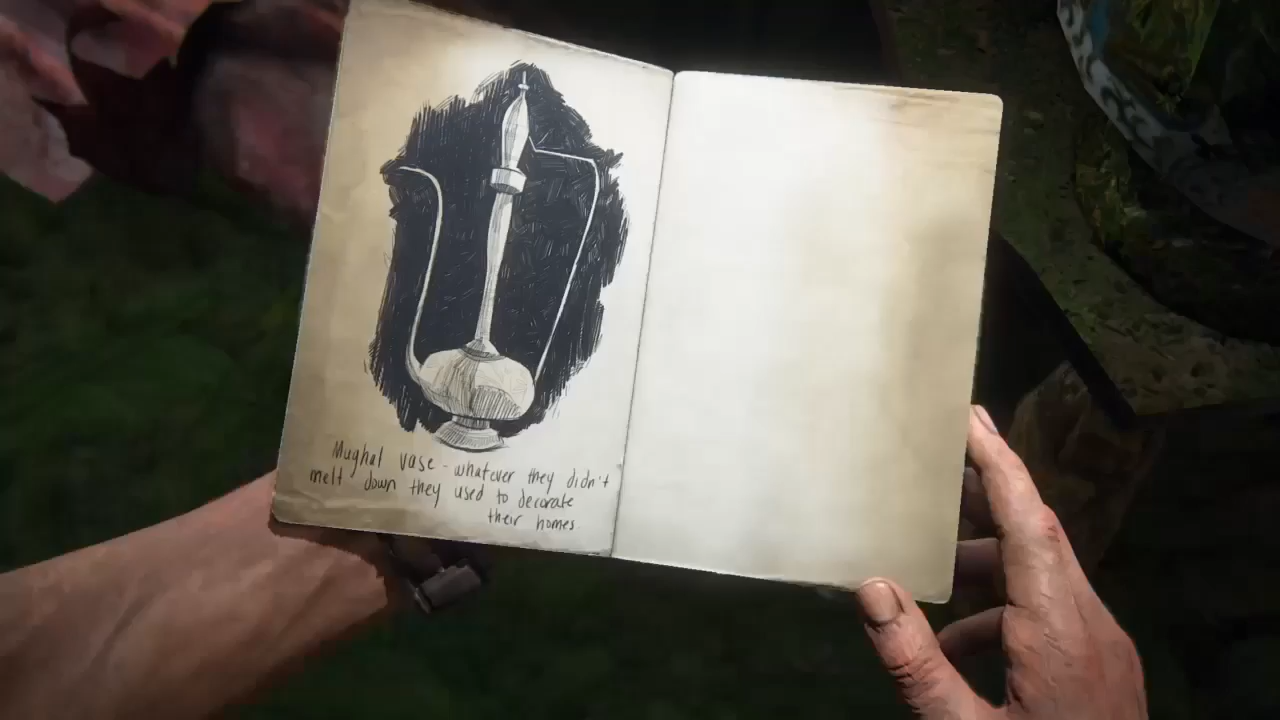 Mughal vase - whatever they didn't
melt down they used to decorate
their homes.